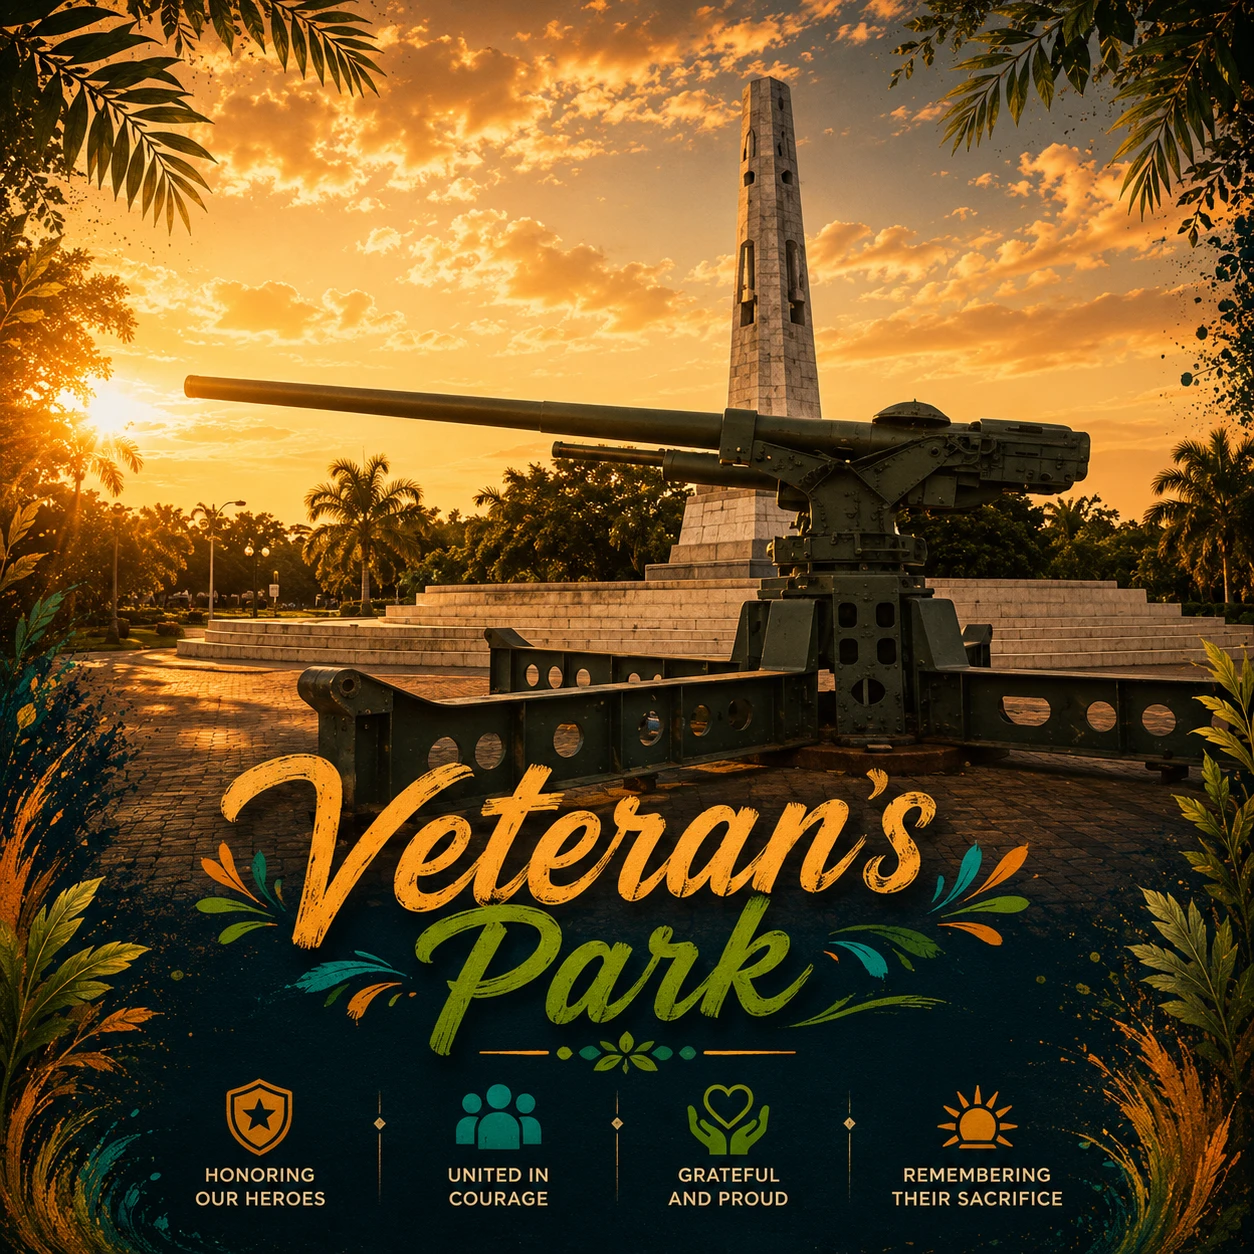 Veteran's
Park
HONORING
OUR HEROES
UNITED IN
COURAGE
GRATEFUL
AND PROUD
REMEMBERING
THEIR SACRIFICE